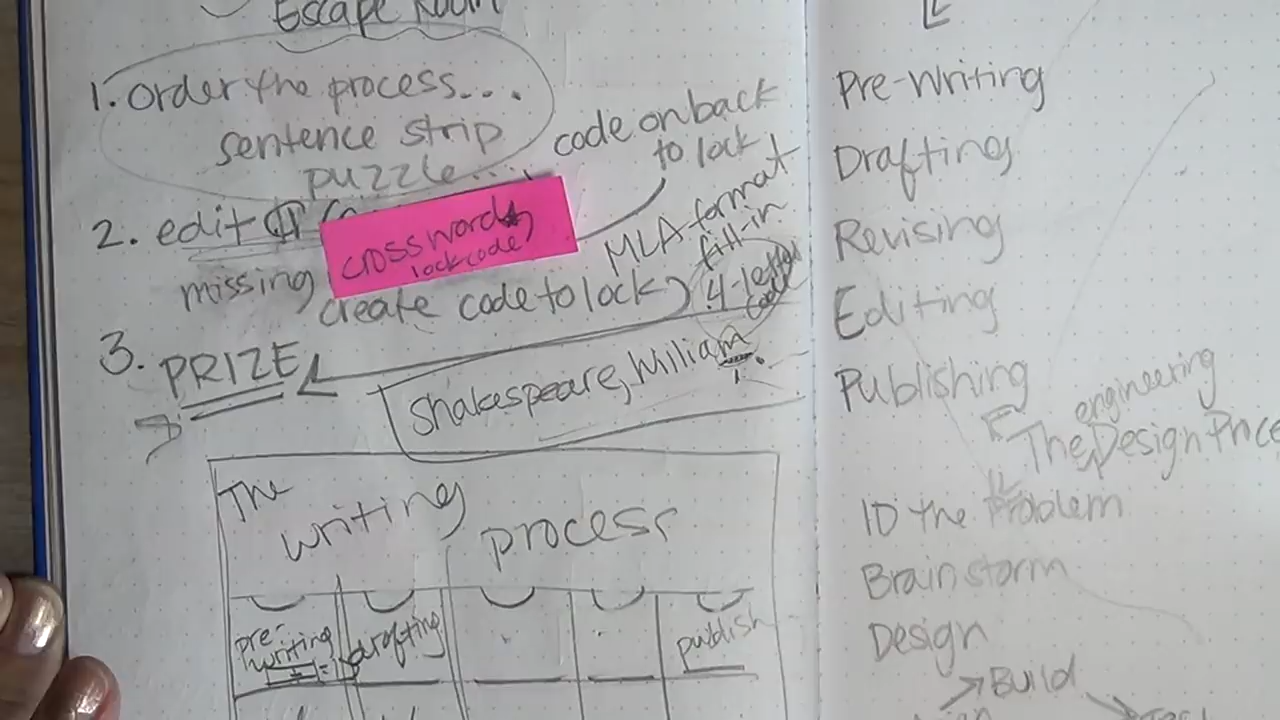 Escape Room
1. order the process...
sentence strip
puzzle...
code on back
to lock
2. edit
crossword
lock code
missing
create code to lock
MLA format
fill-in
4-letter
code
3. PRIZE
Shakespeare, William.
The
writing
process
pre-
writing
drafting
publish
Pre-Writing
Drafting
Revising
Editing
Publishing
engineering
The Design
ID the Problem
Brainstorm
Design
Build